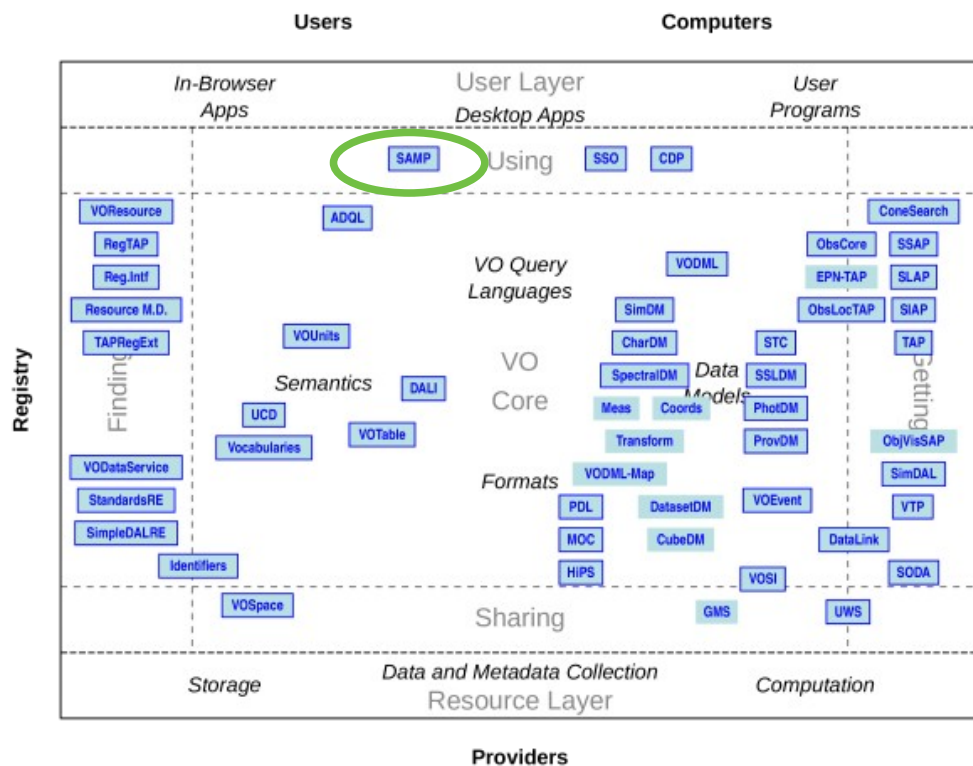 Users Computers
In-Browser Apps User Layer Desktop Apps User Programs
SAMP Using SSO CDP
VOResource ADQL ConeSearch
RegTAP ObsCore SSAP
Reg.Intf VO Query Languages VODML EPN-TAP SLAP
Resource M.D. SimDM ObsLocTAP SIAP
TAPRegExt VOUnits CharDM STC TAP
Registry Finding Semantics DALI VO Core SpectralDM Data Models SSLDM Getting
UCD Meas Coords PhotDM
Vocabularies VOTable Transform ProvDM ObjVisSAP
VODataService Formats VODML-Map SimDAL
StandardsRE PDL DatasetDM VOEvent VTP
SimpleDALRE MOC CubeDM DataLink
Identifiers HiPS VOSI SODA
VOSpace Sharing GMS UWS
Storage Data and Metadata Collection Computation
Resource Layer
Providers